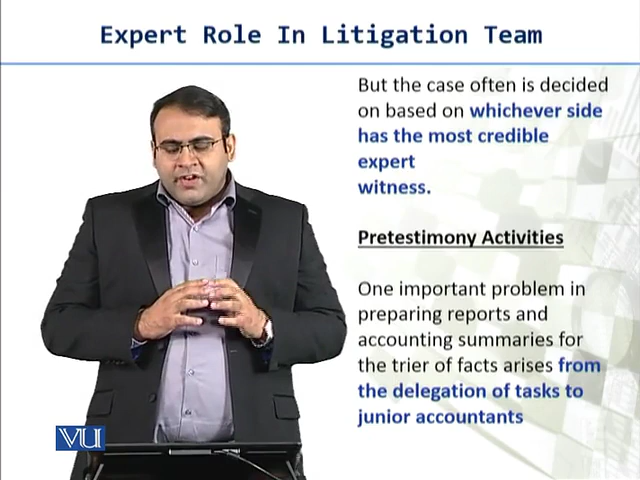 Expert Role In Litigation Team
But the case often is decided
on based on whichever side
has the most credible
expert
witness.
Pretestimony Activities
One important problem in
preparing reports and
accounting summaries for
the trier of facts arises from
the delegation of tasks to
junior accountants
VU